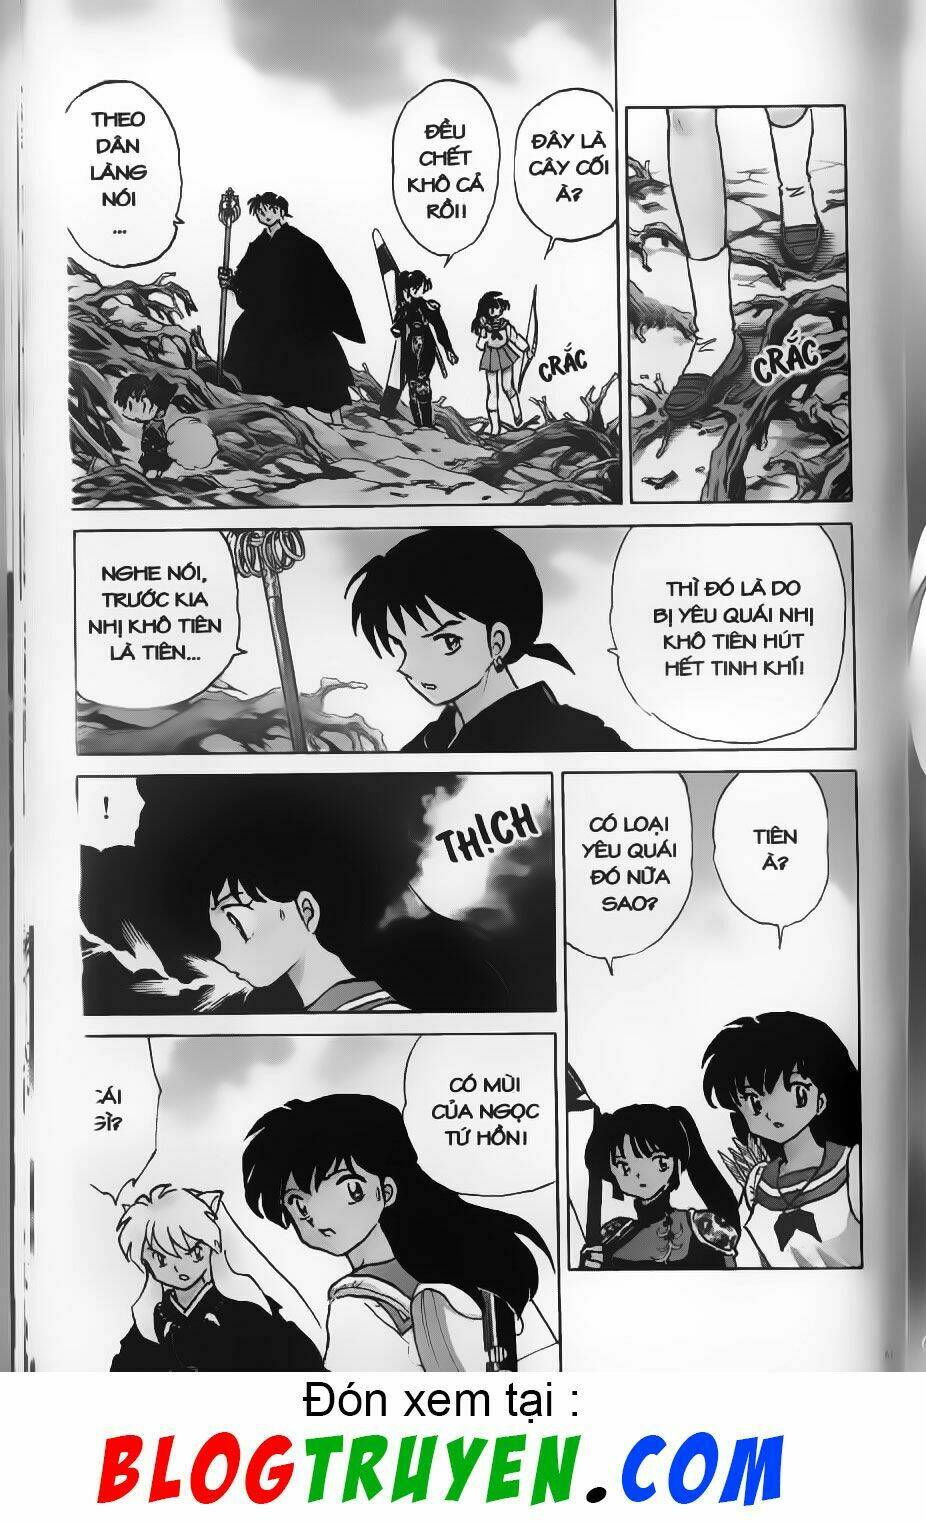 CRẮC
ĐÂY LÀ
CÂY CỐI
À?
ĐỀU
CHẾT
KHÔ CẢ
RỒI!
CRẮC
THEO
DÂN
LÀNG
NÓI
...
THÌ ĐÓ LÀ DO
BỊ YÊU QUÁI NHỊ
KHÔ TIÊN HÚT
HẾT TINH KHÍ!
NGHE NÓI,
TRƯỚC KIA
NHỊ KHÔ TIÊN
LÀ TIÊN...
TIÊN
À?
CÓ LOẠI
YÊU QUÁI
ĐÓ NỮA
SAO?
THỊCH
!
CÓ MÙI
CỦA NGỌC
TỨ HỒN!
CÁI
GÌ?
Đón xem tại :
BLOGTRUYEN.COM